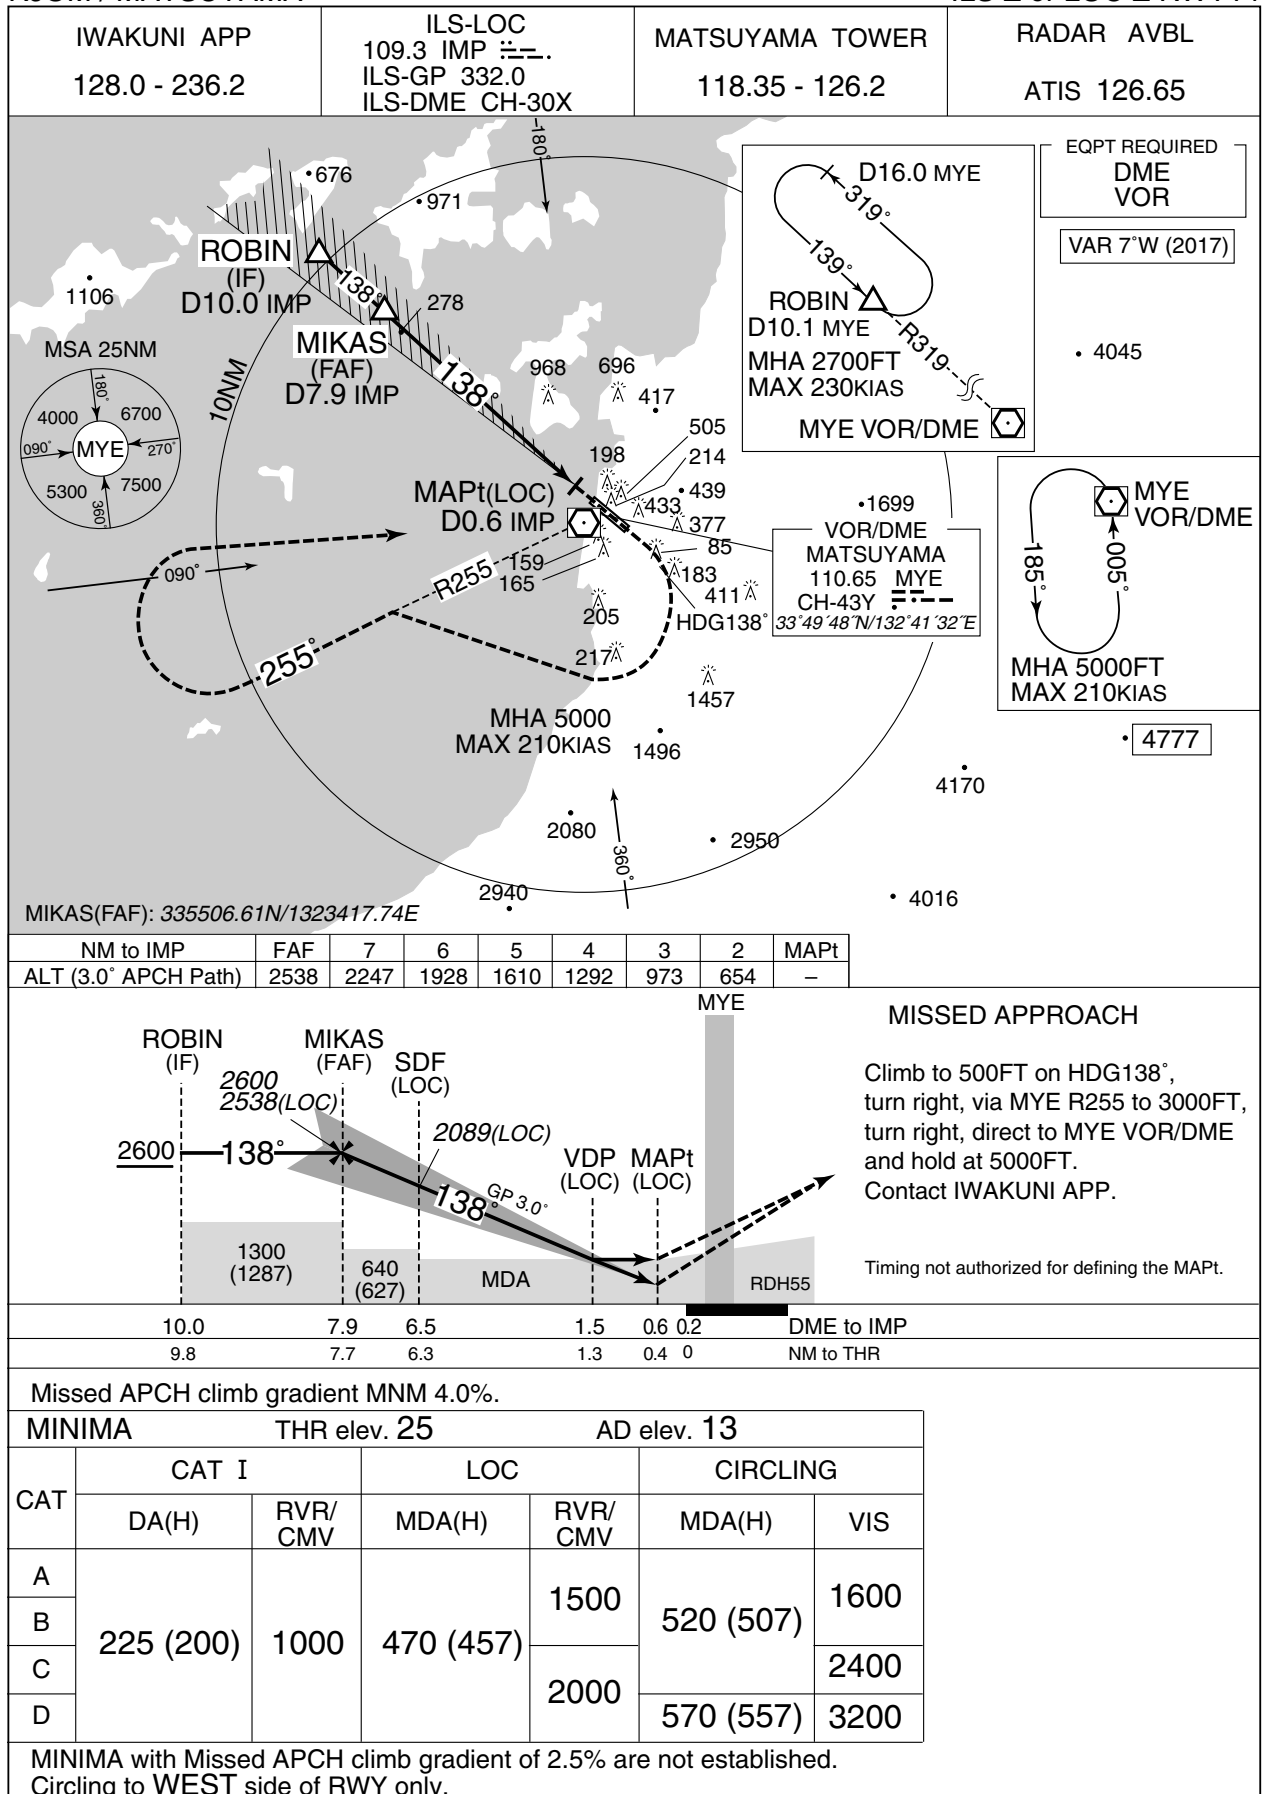 IWAKUNI APP
128.0 - 236.2
ILS-LOC
109.3 IMP
ILS-GP 332.0
ILS-DME CH-30X
MATSUYAMA TOWER
118.35 - 126.2
RADAR AVBL
ATIS 126.65
EQPT REQUIRED
DME
VOR
VAR 7°W (2017)
180°
676
971
ROBIN
(IF)
D10.0 IMP
138°
1106
278
MIKAS
(FAF)
D7.9 IMP
138°
10NM
MSA 25NM
180°
4000
6700
090°
MYE
270°
5300
7500
360°
D16.0 MYE
319°
139°
ROBIN
D10.1 MYE
R319
MHA 2700FT
MAX 230KIAS
MYE VOR/DME
4045
968
696
417
505
214
198
439
433
377
85
183
411
MAPt(LOC)
D0.6 IMP
159
165
R255
205
HDG138°
217
1457
1699
VOR/DME
MATSUYAMA
110.65 MYE
CH-43Y
33°49´48˝N/132°41´32˝E
MYE
VOR/DME
185°
005°
MHA 5000FT
MAX 210KIAS
090°
255°
MHA 5000
MAX 210KIAS
1496
4777
4170
2080
2950
360°
2940
4016
MIKAS(FAF): 335506.61N/1323417.74E
NM to IMP FAF 7 6 5 4 3 2 MAPt
ALT (3.0° APCH Path) 2538 2247 1928 1610 1292 973 654 –
MYE
MISSED APPROACH
Climb to 500FT on HDG138°,
turn right, via MYE R255 to 3000FT,
turn right, direct to MYE VOR/DME
and hold at 5000FT.
Contact IWAKUNI APP.
Timing not authorized for defining the MAPt.
ROBIN
(IF)
MIKAS
(FAF)
SDF
(LOC)
2600
2538(LOC)
2089(LOC)
VDP
(LOC)
MAPt
(LOC)
2600
138°
138°
GP 3.0°
1300
(1287)
640
(627)
MDA
RDH55
10.0 7.9 6.5 1.5 0.6 0.2 DME to IMP
9.8 7.7 6.3 1.3 0.4 0 NM to THR
Missed APCH climb gradient MNM 4.0%.
MINIMA THR elev. 25 AD elev. 13
CAT
CAT I LOC CIRCLING
DA(H) RVR/CMV MDA(H) RVR/CMV MDA(H) VIS
A
B
C
D
225 (200)
1000
470 (457)
1500
2000
520 (507)
570 (557)
1600
2400
3200
MINIMA with Missed APCH climb gradient of 2.5% are not established.
Circling to WEST side of RWY only.